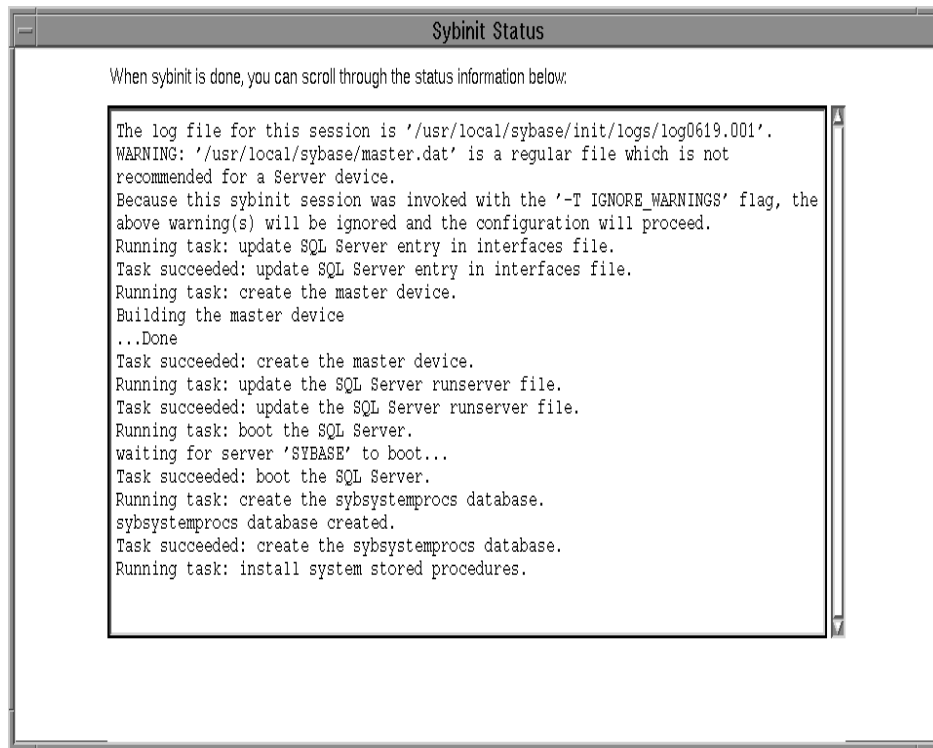 Sybinit Status
When sybinit is done, you can scroll through the status information below:
The log file for this session is '/usr/local/sybase/init/logs/log0619.001'.
WARNING: '/usr/local/sybase/master.dat' is a regular file which is not
recommended for a Server device.
Because this sybinit session was invoked with the '-T IGNORE_WARNINGS' flag, the
above warning(s) will be ignored and the configuration will proceed.
Running task: update SQL Server entry in interfaces file.
Task succeeded: update SQL Server entry in interfaces file.
Running task: create the master device.
Building the master device
...Done
Task succeeded: create the master device.
Running task: update the SQL Server runserver file.
Task succeeded: update the SQL Server runserver file.
Running task: boot the SQL Server.
waiting for server 'SYBASE' to boot...
Task succeeded: boot the SQL Server.
Running task: create the sybsystemprocs database.
sybsystemprocs database created.
Task succeeded: create the sybsystemprocs database.
Running task: install system stored procedures.